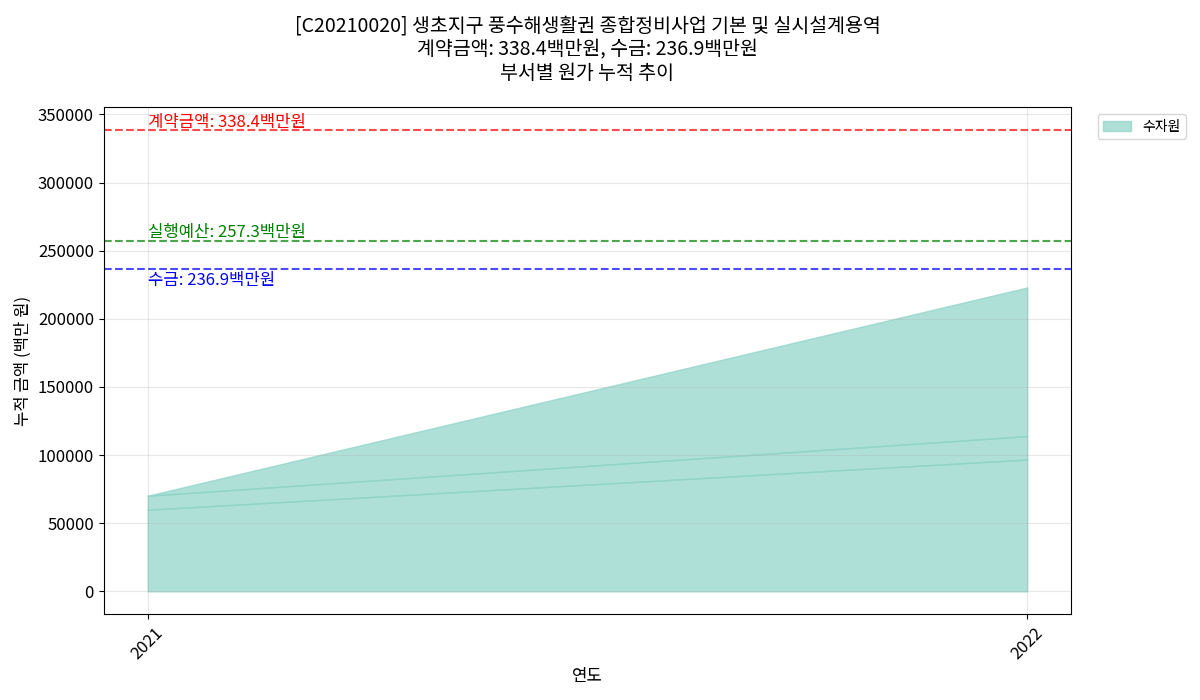 [C20210020] 생초지구 풍수해생활권 종합정비사업 기본 및 실시설계용역
계약금액: 338.4백만원, 수금: 236.9백만원
부서별 원가 누적 추이
350000
계약금액: 338.4백만원
수자원
300000
실행예산: 257.3백만원
250000
수금: 236.9백만원
200000
150000
100000
50000
0
누적 금액 (백만 원)
2021
2022
연도